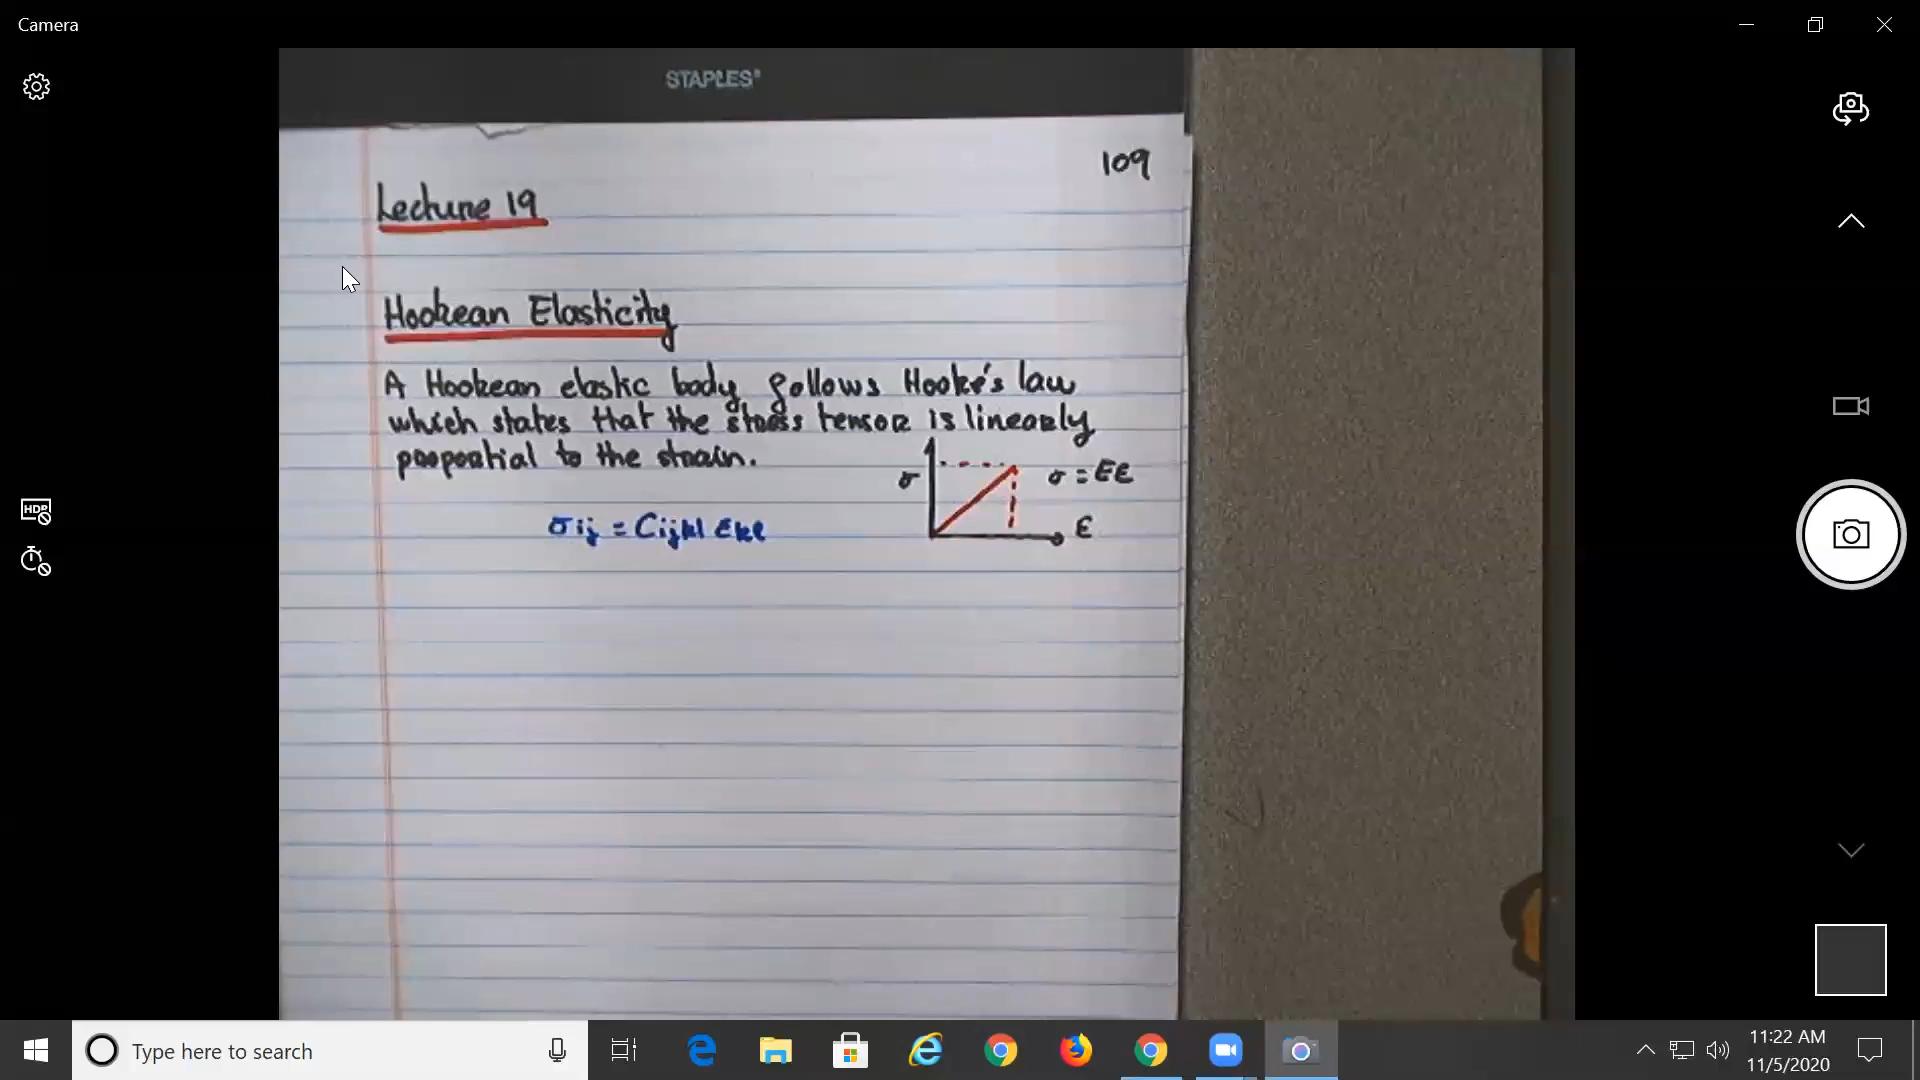 Camera
STAPLES
109
Lecture 19
Hookean Elasticity
A Hookean elastic body follows Hooke's law
which states that the stress tensor is linearly
propostial to the strain.
σ
σ = Eε
ε
σij = Cijkl εkl
HDR
Type here to search
11:22 AM
11/5/2020